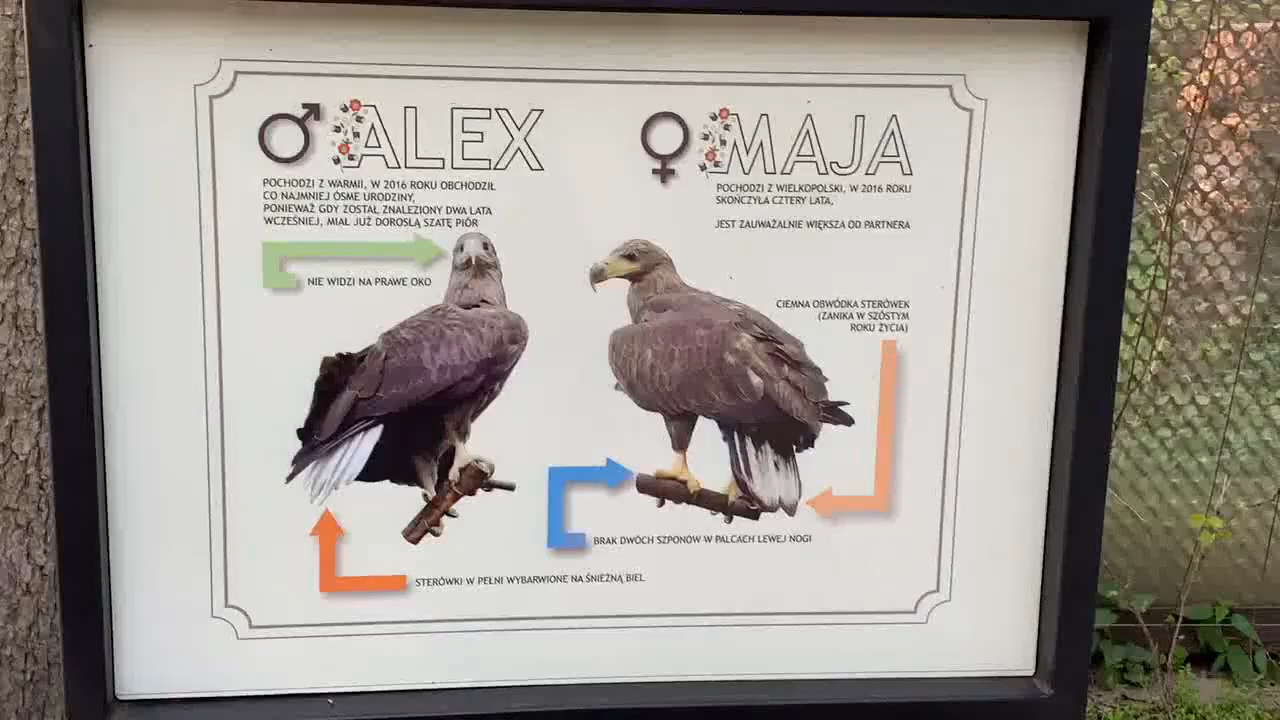 ALEX
POCHODZI Z WARMII, W 2016 ROKU OBCHODZIŁ
CO NAJMNIEJ ÓSME URODZINY,
PONIEWAŻ GDY ZOSTAŁ ZNALEZIONY DWA LATA
WCZEŚNIEJ, MIAŁ JUŻ DOROSŁĄ SZATĘ PIÓR
NIE WIDZI NA PRAWE OKO
STERÓWKI W PEŁNI WYBARWIONE NA ŚNIEŻNĄ BIEL
MAJA
POCHODZI Z WIELKOPOLSKI, W 2016 ROKU
SKOŃCZYŁA CZTERY LATA,
JEST ZAUWAŻALNIE WIĘKSZA OD PARTNERA
CIEMNA OBWÓDKA STERÓWEK
(ZANIKA W SZÓSTYM
ROKU ŻYCIA)
BRAK DWÓCH SZPONÓW W PALCACH LEWEJ NOGI